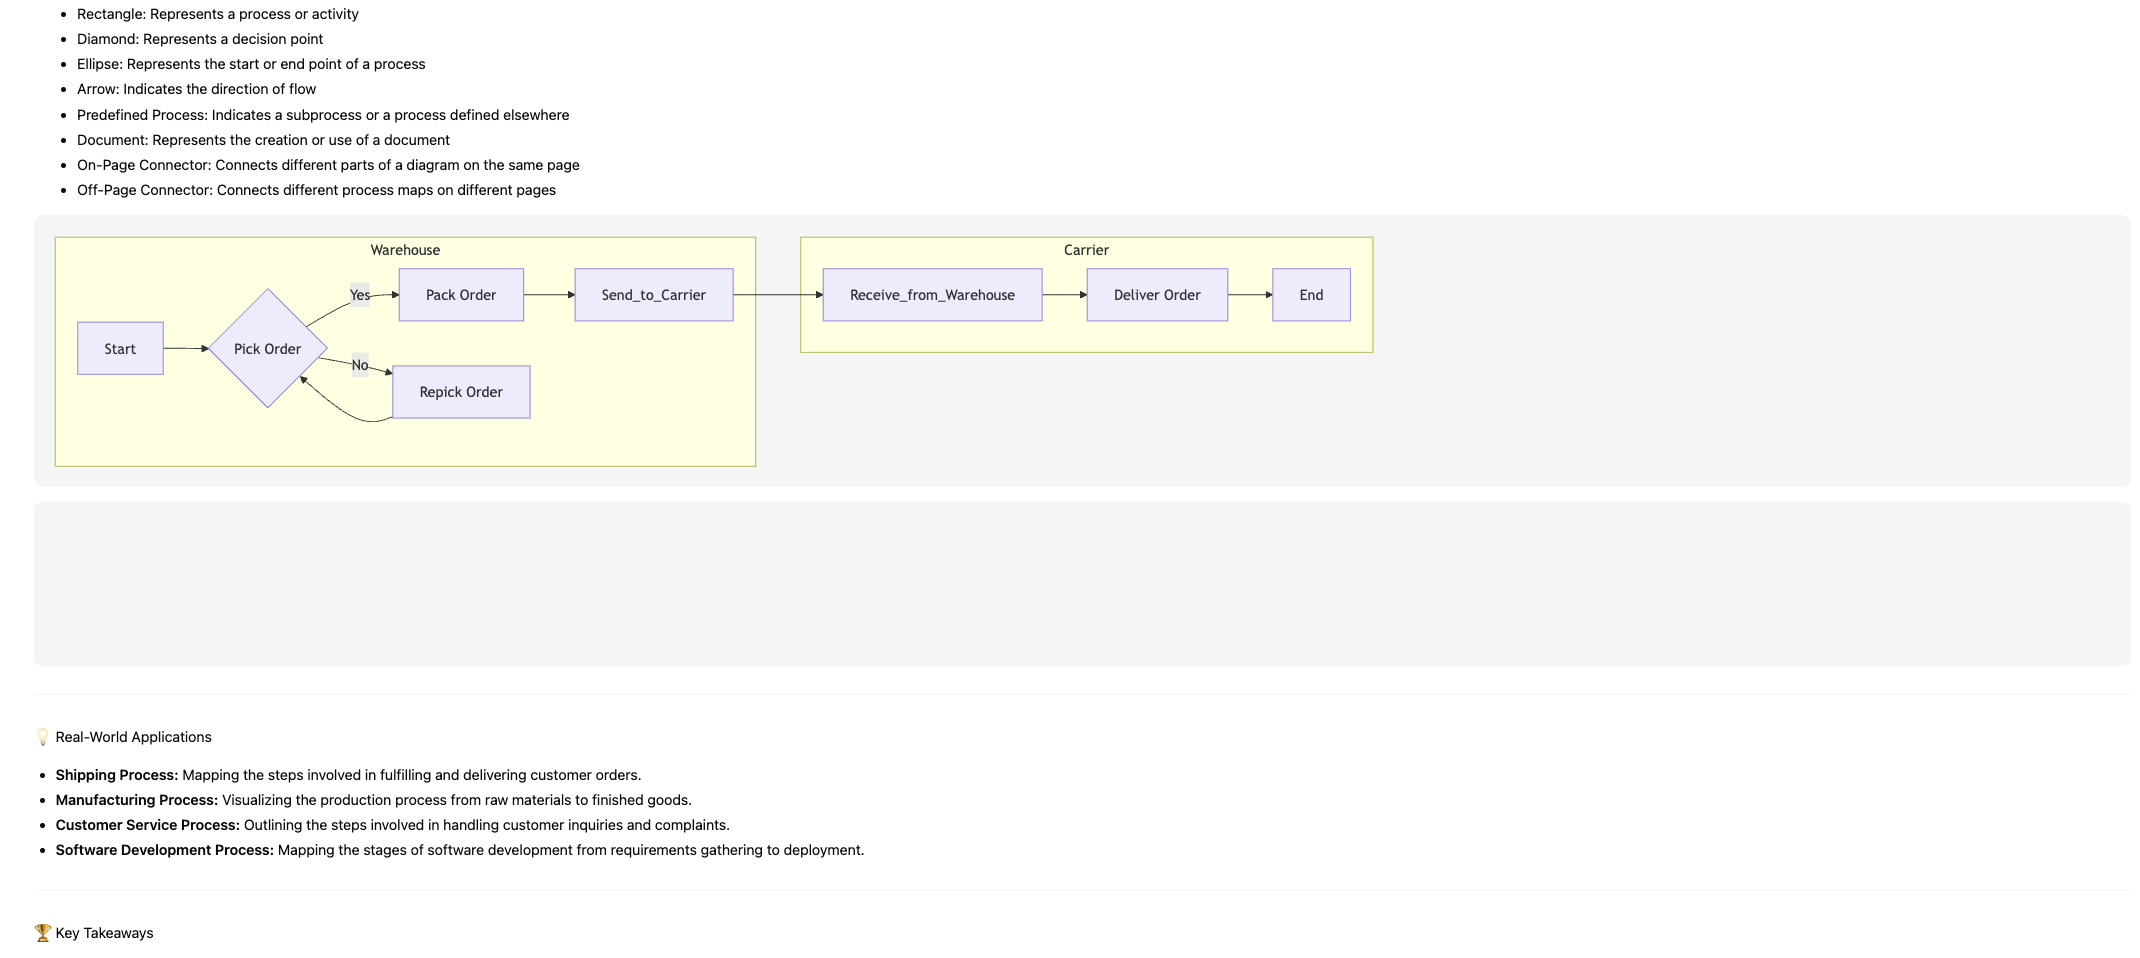 Rectangle: Represents a process or activity
Diamond: Represents a decision point
Ellipse: Represents the start or end point of a process
Arrow: Indicates the direction of flow
Predefined Process: Indicates a subprocess or a process defined elsewhere
Document: Represents the creation or use of a document
On-Page Connector: Connects different parts of a diagram on the same page
Off-Page Connector: Connects different process maps on different pages
Warehouse
Start
Pick Order
Yes
No
Pack Order
Repick Order
Send_to_Carrier
Carrier
Receive_from_Warehouse
Deliver Order
End
Real-World Applications
Shipping Process: Mapping the steps involved in fulfilling and delivering customer orders.
Manufacturing Process: Visualizing the production process from raw materials to finished goods.
Customer Service Process: Outlining the steps involved in handling customer inquiries and complaints.
Software Development Process: Mapping the stages of software development from requirements gathering to deployment.
Key Takeaways